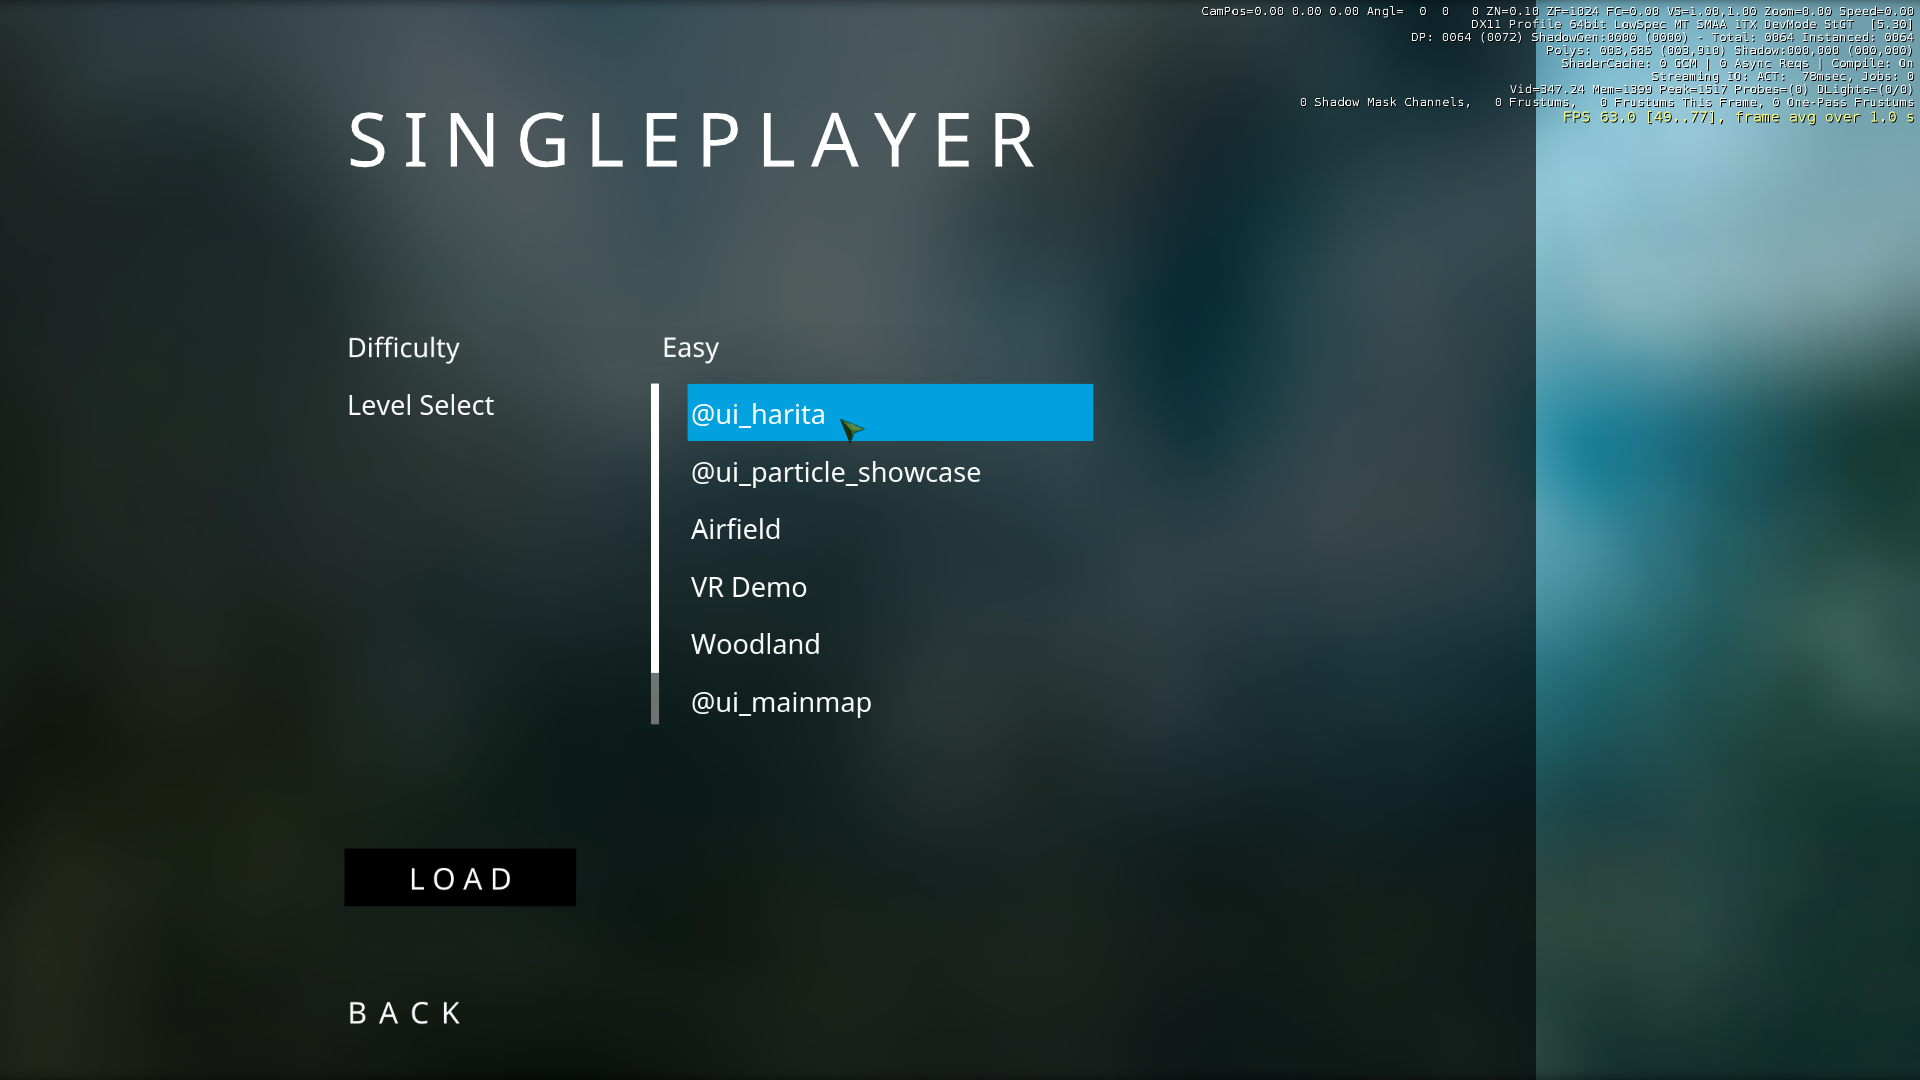 CamPos=0.00 0.00 0.00 Angl= 0 0 0 ZN=0.10 ZF=1024 FC=0.00 VS=1.00,1.00 Zoom=0.00 Speed=0.00
DX11 Profile 64bit LowSpec MT SMAA 1TX DevMode StGT [5.30]
DP: 0064 (0072) ShadowGen:0000 (0000) - Total: 0064 Instanced: 0064
Polys: 003,685 (003,910) Shadow:000,000 (000,000)
ShaderCache: 0 GCM | 0 Async Reqs | Compile: On
Streaming IO: ACT: 78msec, Jobs: 0
Vid=347.24 Mem=1399 Peak=1517 Probes=(0) DLights=(0/0)
0 Shadow Mask Channels, 0 Frustums, 0 Frustums This Frame, 0 One-Pass Frustums
FPS 63.0 [49..77], frame avg over 1.0 s
SINGLEPLAYER
Difficulty Easy
Level Select @ui_harita
@ui_particle_showcase
Airfield
VR Demo
Woodland
@ui_mainmap
LOAD
BACK